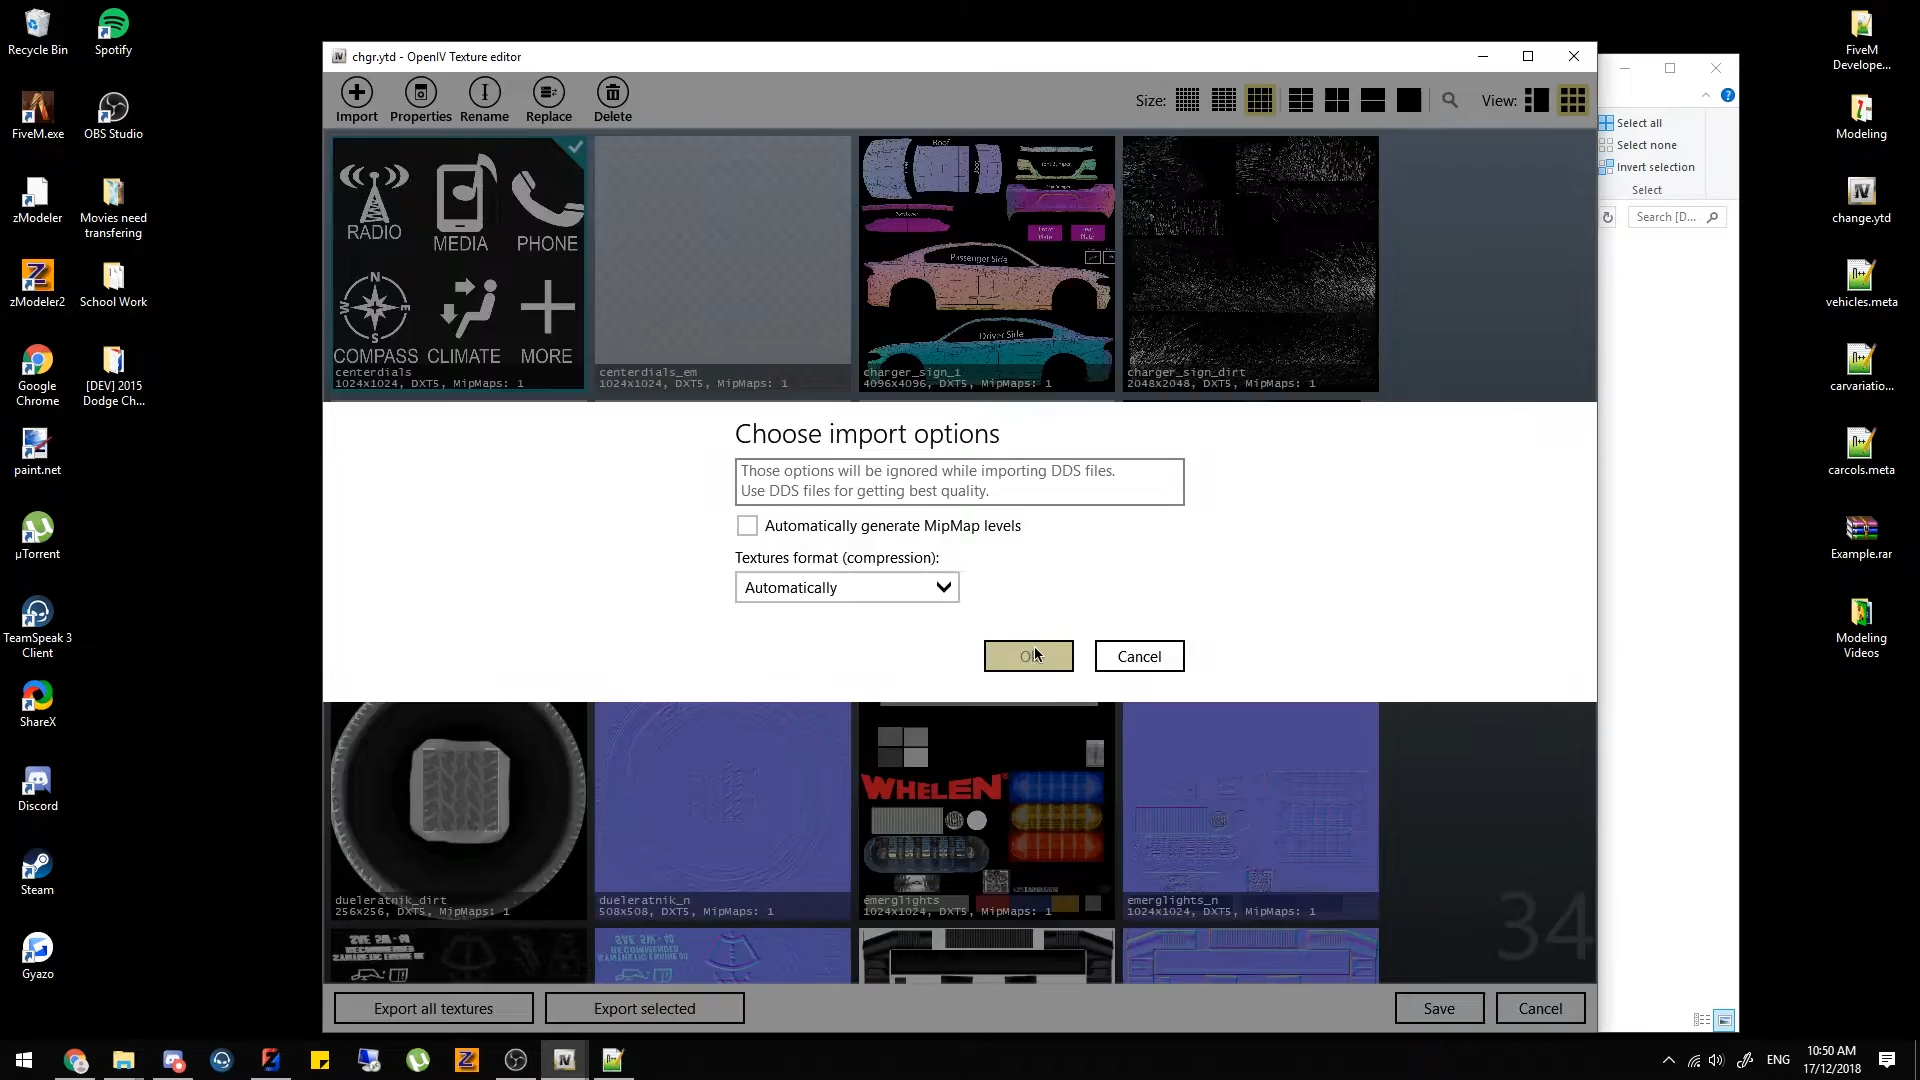 Recycle Bin
Spotify
FiveM.exe
OBS Studio
zModeler
Movies need
transfering
zModeler2
School Work
Google
Chrome
[DEV] 2015
Dodge Ch...
paint.net
µTorrent
TeamSpeak 3
Client
ShareX
Discord
Steam
Gyazo
chgr.ytd - OpenIV Texture editor
Import
Properties
Rename
Replace
Delete
Size:
View:
RADIO
MEDIA
PHONE
COMPASS
CLIMATE
MORE
centerdials
1024x1024, DXT5, MipMaps: 1
centerdials_em
1024x1024, DXT5, MipMaps: 1
Roof
Passenger Side
Driver Side
charger_sign_1
4096x4096, DXT5, MipMaps: 1
charger_sign_dirt
2048x2048, DXT5, MipMaps: 1
Choose import options
Those options will be ignored while importing DDS files.
Use DDS files for getting best quality.
Automatically generate MipMap levels
Textures format (compression):
Automatically
Cancel
dueleratnik_dirt
256x256, DXT5, MipMaps: 1
dueleratnik_n
508x508, DXT5, MipMaps: 1
WHELEN
emerglights
1024x1024, DXT5, MipMaps: 1
emerglights_n
1024x1024, DXT5, MipMaps: 1
34
Export all textures
Export selected
Save
Cancel
Select all
Select none
Invert selection
Select
Search [D...
FiveM
Develope...
Modeling
change.ytd
vehicles.meta
carvariatio...
carcols.meta
Example.rar
Modeling
Videos
ENG
10:50 AM
17/12/2018